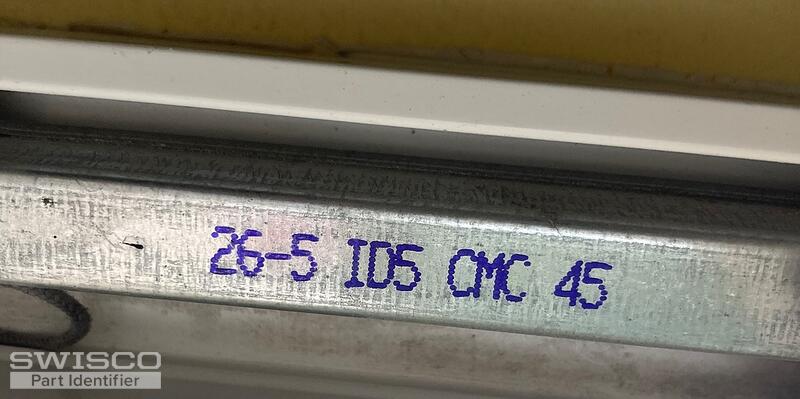 26-5 ID5 CMC 45
SWISCO
Part Identifier